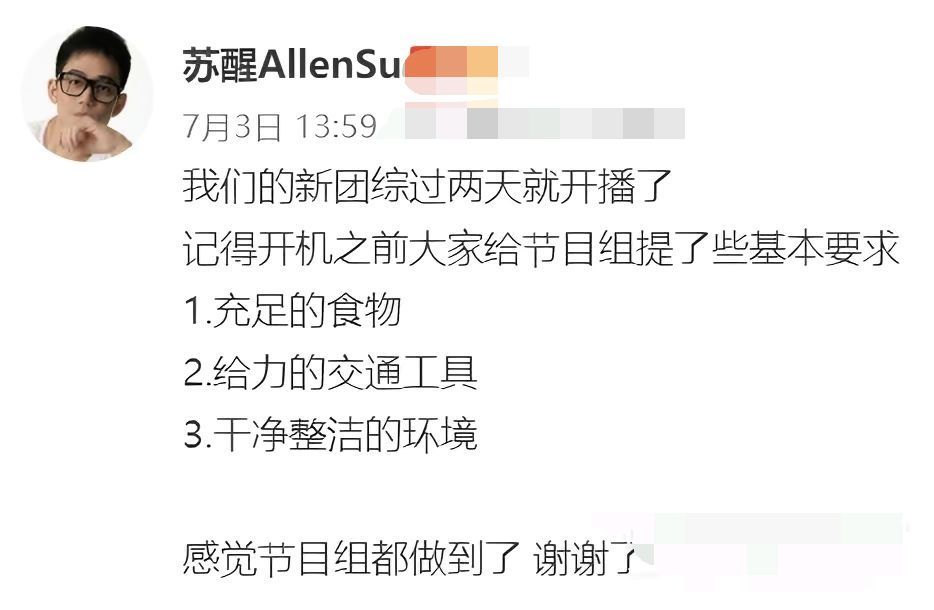 苏醒AllenSu
7月3日 13:59
我们的新团综过两天就开播了
记得开机之前大家给节目组提了些基本要求
1.充足的食物
2.给力的交通工具
3.干净整洁的环境
感觉节目组都做到了 谢谢了